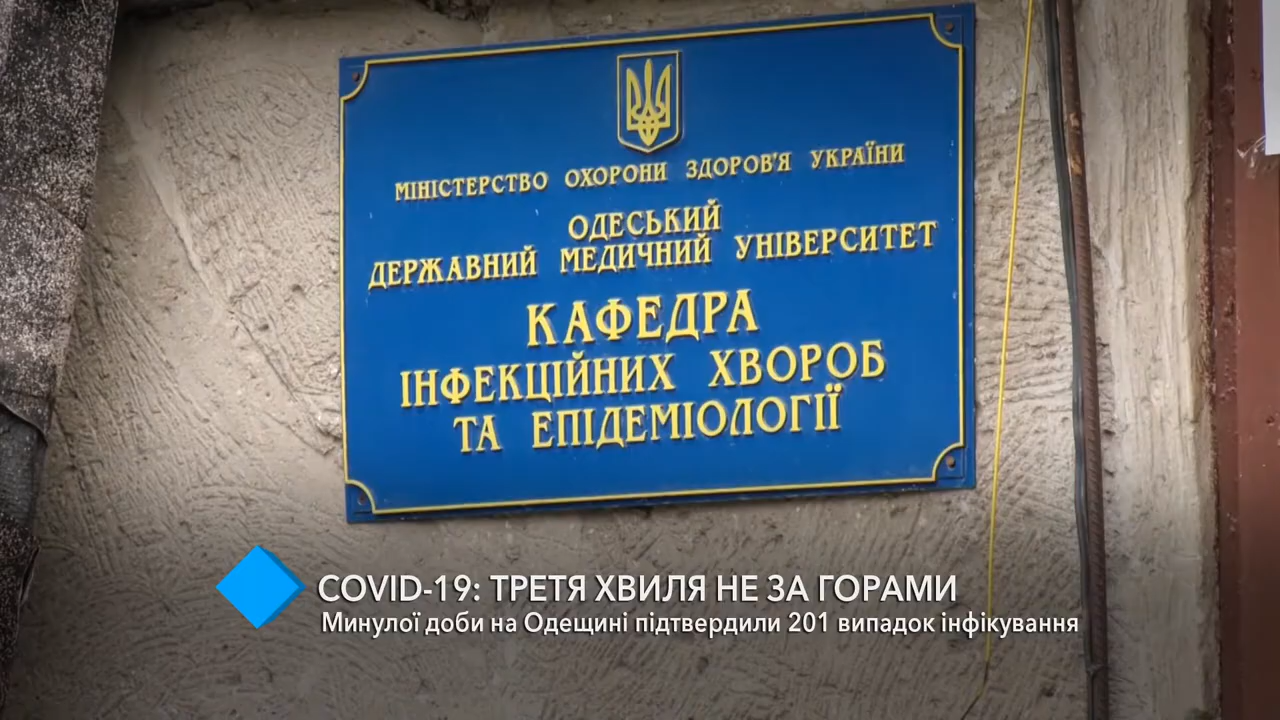 МІНІСТЕРСТВО ОХОРОНИ ЗДОРОВ'Я УКРАЇНИ
ОДЕСЬКИЙ
ДЕРЖАВНИЙ МЕДИЧНИЙ УНІВЕРСИТЕТ
КАФЕДРА
ІНФЕКЦІЙНИХ ХВОРОБ
ТА ЕПІДЕМІОЛОГІЇ
COVID-19: ТРЕТЯ ХВИЛЯ НЕ ЗА ГОРАМИ
Минулої доби на Одещині підтвердили 201 випадок інфікування